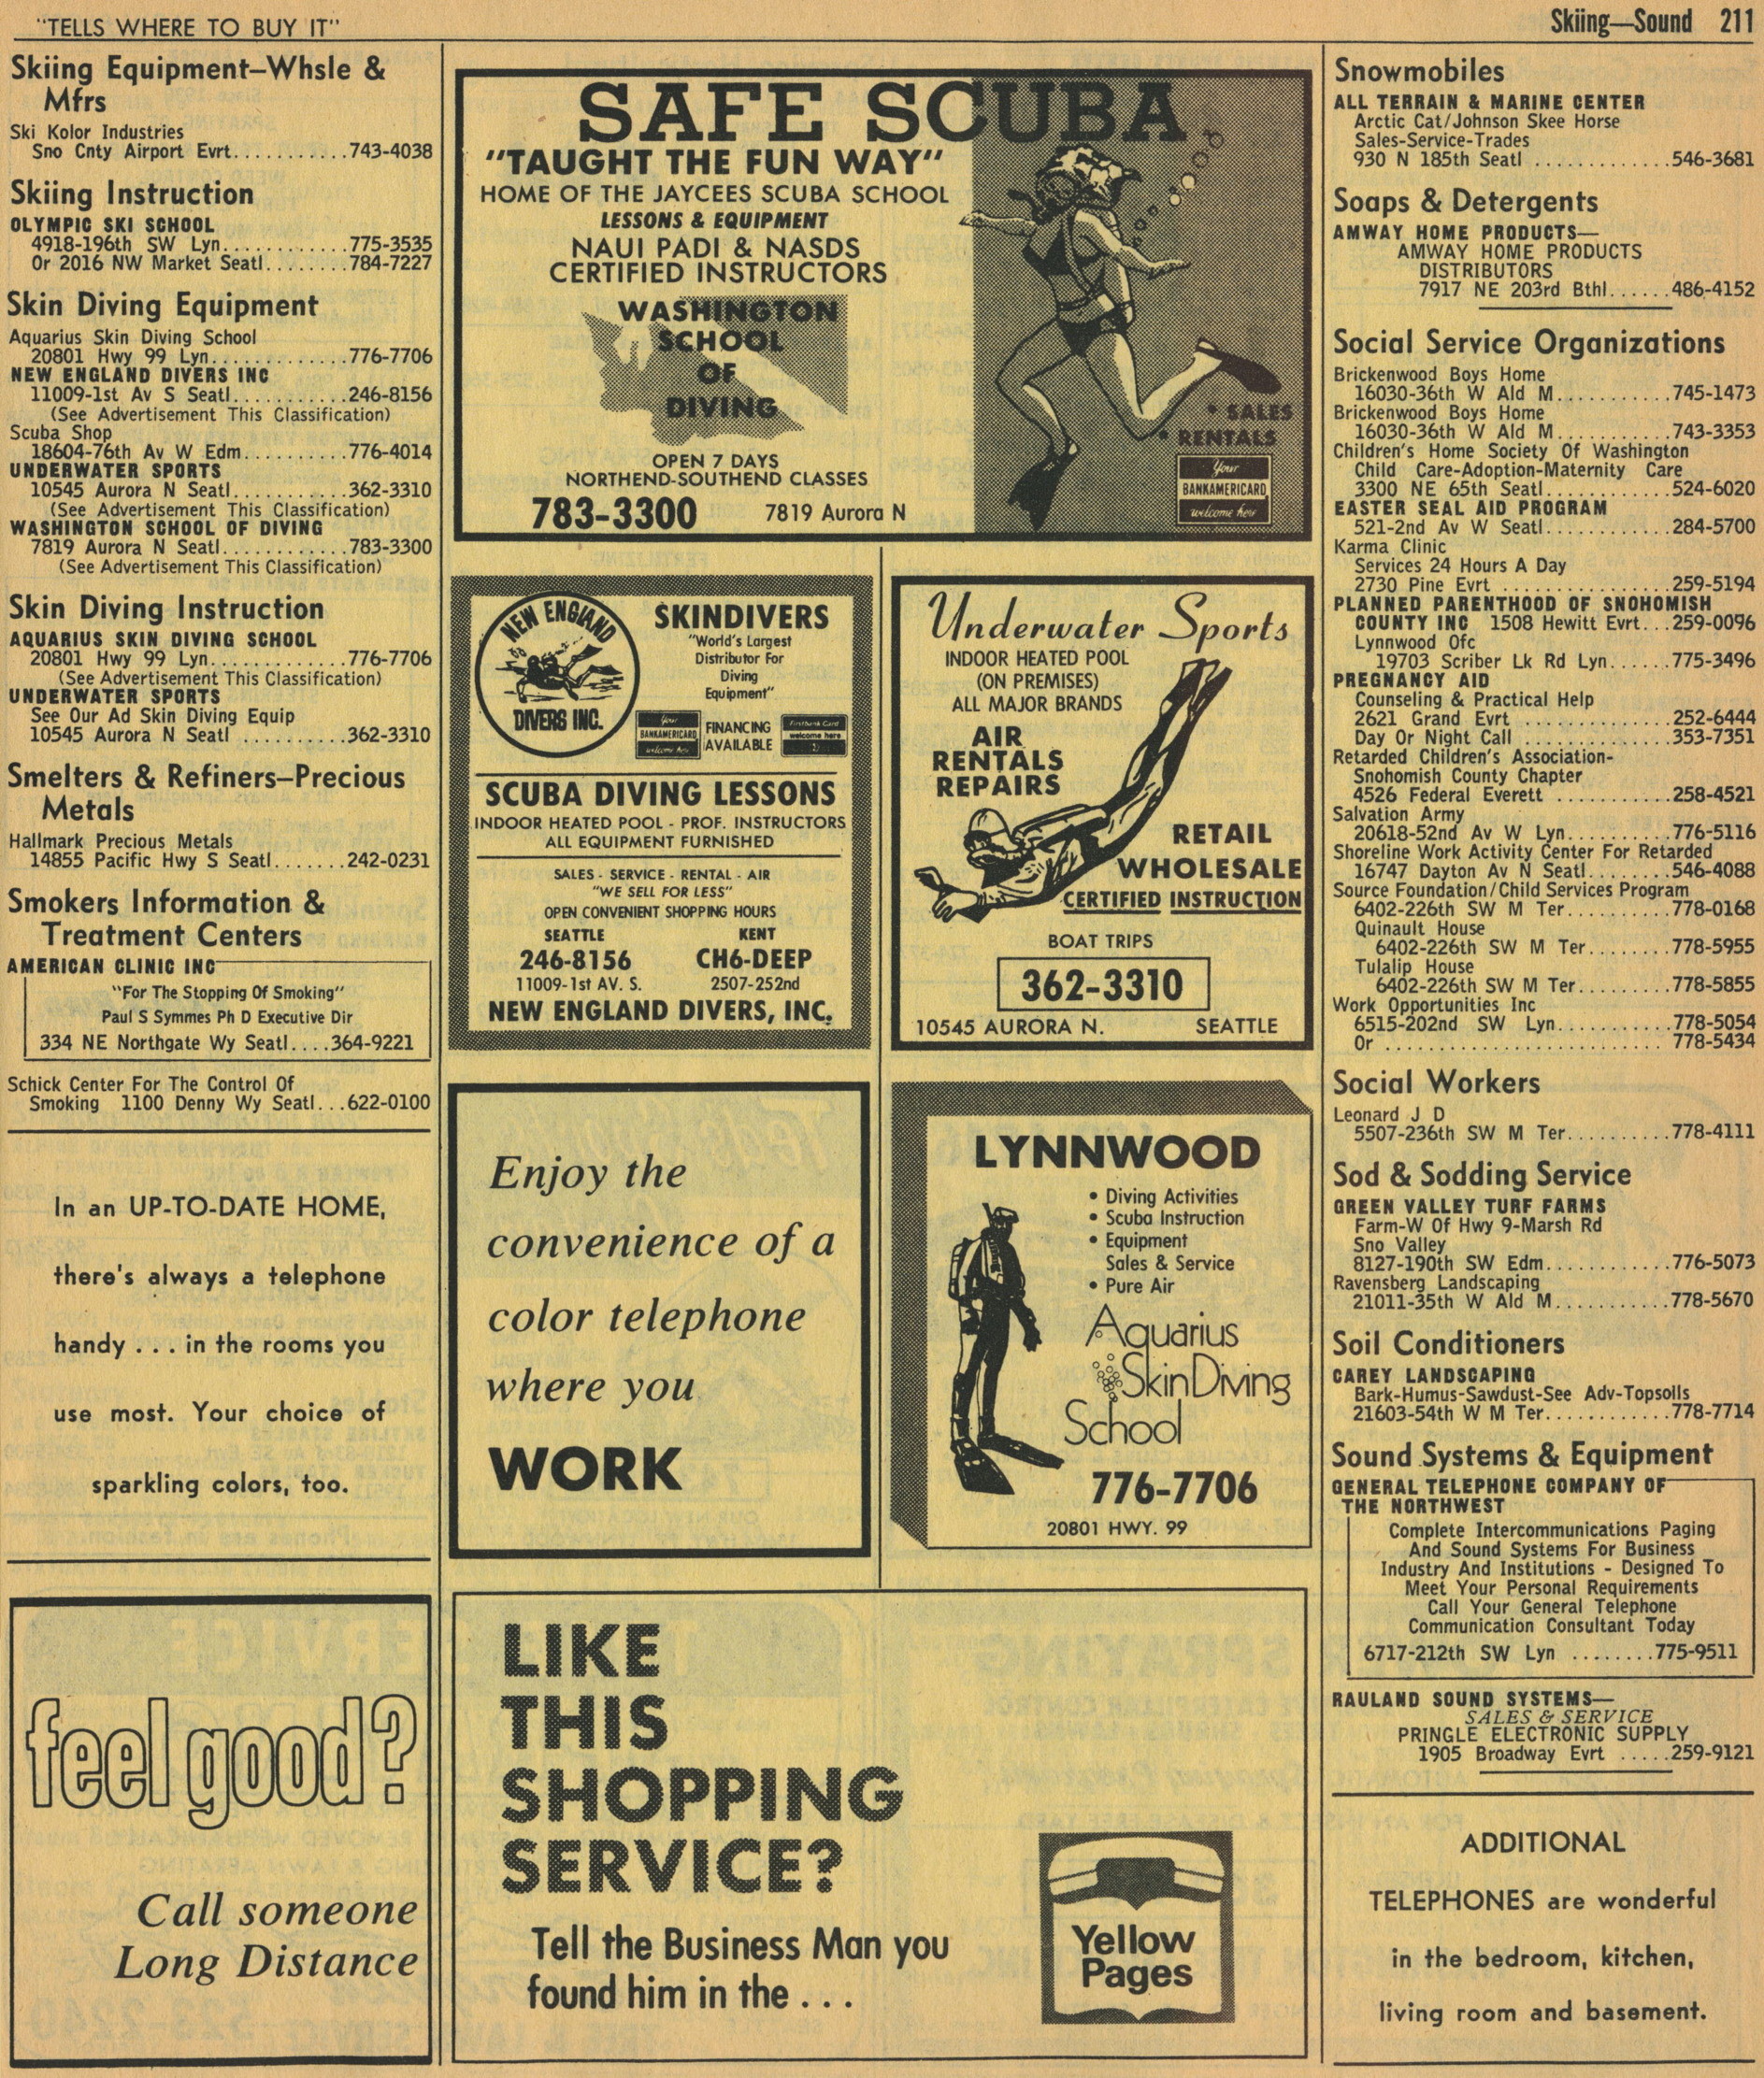 "TELLS WHERE TO BUY IT"
Skiing—Sound 211
Skiing Equipment–Whsle &
Mfrs
Ski Kolor Industries
Sno Cnty Airport Evrt...........743-4038
Skiing Instruction
OLYMPIC SKI SCHOOL
4918-196th SW Lyn............775-3535
Or 2016 NW Market Seatl........784-7227
Skin Diving Equipment
Aquarius Skin Diving School
20801 Hwy 99 Lyn.............776-7706
NEW ENGLAND DIVERS INC
11009-1st Av S Seatl...........246-8156
(See Advertisement This Classification)
Scuba Shop
18604-76th Av W Edm..........776-4014
UNDERWATER SPORTS
10545 Aurora N Seatl...........362-3310
(See Advertisement This Classification)
WASHINGTON SCHOOL OF DIVING
7819 Aurora N Seatl............783-3300
(See Advertisement This Classification)
Skin Diving Instruction
AQUARIUS SKIN DIVING SCHOOL
20801 Hwy 99 Lyn.............776-7706
(See Advertisement This Classification)
UNDERWATER SPORTS
See Our Ad Skin Diving Equip
10545 Aurora N Seatl ..........362-3310
Smelters & Refiners–Precious
Metals
Hallmark Precious Metals
14855 Pacific Hwy S Seatl.......242-0231
Smokers Information &
Treatment Centers
AMERICAN CLINIC INC
"For The Stopping Of Smoking"
Paul S Symmes Ph D Executive Dir
334 NE Northgate Wy Seatl....364-9221
Schick Center For The Control Of
Smoking 1100 Denny Wy Seatl...622-0100
In an UP-TO-DATE HOME,
there's always a telephone
handy . . . in the rooms you
use most. Your choice of
sparkling colors, too.
feel good?
Call someone
Long Distance
SAFE SCUBA
"TAUGHT THE FUN WAY"
HOME OF THE JAYCEES SCUBA SCHOOL
LESSONS & EQUIPMENT
NAUI PADI & NASDS
CERTIFIED INSTRUCTORS
WASHINGTON
SCHOOL
OF
DIVING
OPEN 7 DAYS
NORTHEND-SOUTHEND CLASSES
783-3300 7819 Aurora N
• SALES
• RENTALS
Your
BANKAMERICARD
welcome here
NEW ENGLAND
DIVERS INC.
SKINDIVERS
"World's Largest
Distributor For
Diving
Equipment"
Your
BANKAMERICARD
welcome here
FINANCING
AVAILABLE
Firstbank Card
welcome here
SCUBA DIVING LESSONS
INDOOR HEATED POOL - PROF. INSTRUCTORS
ALL EQUIPMENT FURNISHED
SALES - SERVICE - RENTAL - AIR
"WE SELL FOR LESS"
OPEN CONVENIENT SHOPPING HOURS
SEATTLE KENT
246-8156 CH6-DEEP
11009-1st AV. S. 2507-252nd
NEW ENGLAND DIVERS, INC.
Underwater Sports
INDOOR HEATED POOL
(ON PREMISES)
ALL MAJOR BRANDS
AIR
RENTALS
REPAIRS
RETAIL
WHOLESALE
CERTIFIED INSTRUCTION
BOAT TRIPS
362-3310
10545 AURORA N. SEATTLE
Enjoy the
convenience of a
color telephone
where you
WORK
LYNNWOOD
• Diving Activities
• Scuba Instruction
• Equipment
Sales & Service
• Pure Air
Aquarius
Skin Diving
School
776-7706
20801 HWY. 99
LIKE
THIS
SHOPPING
SERVICE?
Tell the Business Man you
found him in the . . .
Yellow
Pages
Snowmobiles
ALL TERRAIN & MARINE CENTER
Arctic Cat/Johnson Skee Horse
Sales-Service-Trades
930 N 185th Seatl .............546-3681
Soaps & Detergents
AMWAY HOME PRODUCTS—
AMWAY HOME PRODUCTS
DISTRIBUTORS
7917 NE 203rd Bthl......486-4152
Social Service Organizations
Brickenwood Boys Home
16030-36th W Ald M...........745-1473
Brickenwood Boys Home
16030-36th W Ald M...........743-3353
Children's Home Society Of Washington
Child Care-Adoption-Maternity Care
3300 NE 65th Seatl............524-6020
EASTER SEAL AID PROGRAM
521-2nd Av W Seatl............284-5700
Karma Clinic
Services 24 Hours A Day
2730 Pine Evrt ................259-5194
PLANNED PARENTHOOD OF SNOHOMISH
COUNTY INC 1508 Hewitt Evrt...259-0096
Lynnwood Ofc
19703 Scriber Lk Rd Lyn......775-3496
PREGNANCY AID
Counseling & Practical Help
2621 Grand Evrt ..............252-6444
Day Or Night Call ..............353-7351
Retarded Children's Association-
Snohomish County Chapter
4526 Federal Everett ...........258-4521
Salvation Army
20618-52nd Av W Lyn..........776-5116
Shoreline Work Activity Center For Retarded
16747 Dayton Av N Seatl........546-4088
Source Foundation/Child Services Program
6402-226th SW M Ter..........778-0168
Quinault House
6402-226th SW M Ter........778-5955
Tulalip House
6402-226th SW M Ter.........778-5855
Work Opportunities Inc
6515-202nd SW Lyn...........778-5054
Or ..........................778-5434
Social Workers
Leonard J D
5507-236th SW M Ter..........778-4111
Sod & Sodding Service
GREEN VALLEY TURF FARMS
Farm-W Of Hwy 9-Marsh Rd
Sno Valley
8127-190th SW Edm............776-5073
Ravensberg Landscaping
21011-35th W Ald M...........778-5670
Soil Conditioners
CAREY LANDSCAPING
Bark-Humus-Sawdust-See Adv-Topsolls
21603-54th W M Ter............778-7714
Sound Systems & Equipment
GENERAL TELEPHONE COMPANY OF
THE NORTHWEST
Complete Intercommunications Paging
And Sound Systems For Business
Industry And Institutions - Designed To
Meet Your Personal Requirements
Call Your General Telephone
Communication Consultant Today
6717-212th SW Lyn ........775-9511
RAULAND SOUND SYSTEMS—
SALES & SERVICE
PRINGLE ELECTRONIC SUPPLY
1905 Broadway Evrt .....259-9121
ADDITIONAL
TELEPHONES are wonderful
in the bedroom, kitchen,
living room and basement.